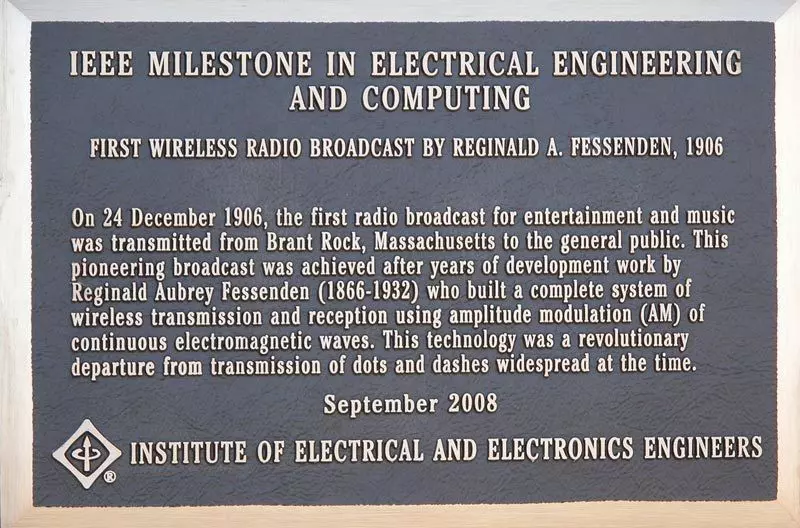 IEEE MILESTONE IN ELECTRICAL ENGINEERING
AND COMPUTING
FIRST WIRELESS RADIO BROADCAST BY REGINALD A. FESSENDEN, 1906
On 24 December 1906, the first radio broadcast for entertainment and music
was transmitted from Brant Rock, Massachusetts to the general public. This
pioneering broadcast was achieved after years of development work by
Reginald Aubrey Fessenden (1866-1932) who built a complete system of
wireless transmission and reception using amplitude modulation (AM) of
continuous electromagnetic waves. This technology was a revolutionary
departure from transmission of dots and dashes widespread at the time.
September 2008
® INSTITUTE OF ELECTRICAL AND ELECTRONICS ENGINEERS